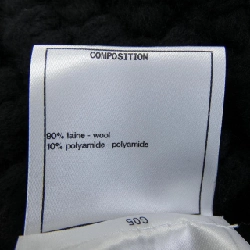 COMPOSITION
90% laine - wool
10% polyamide polyamide